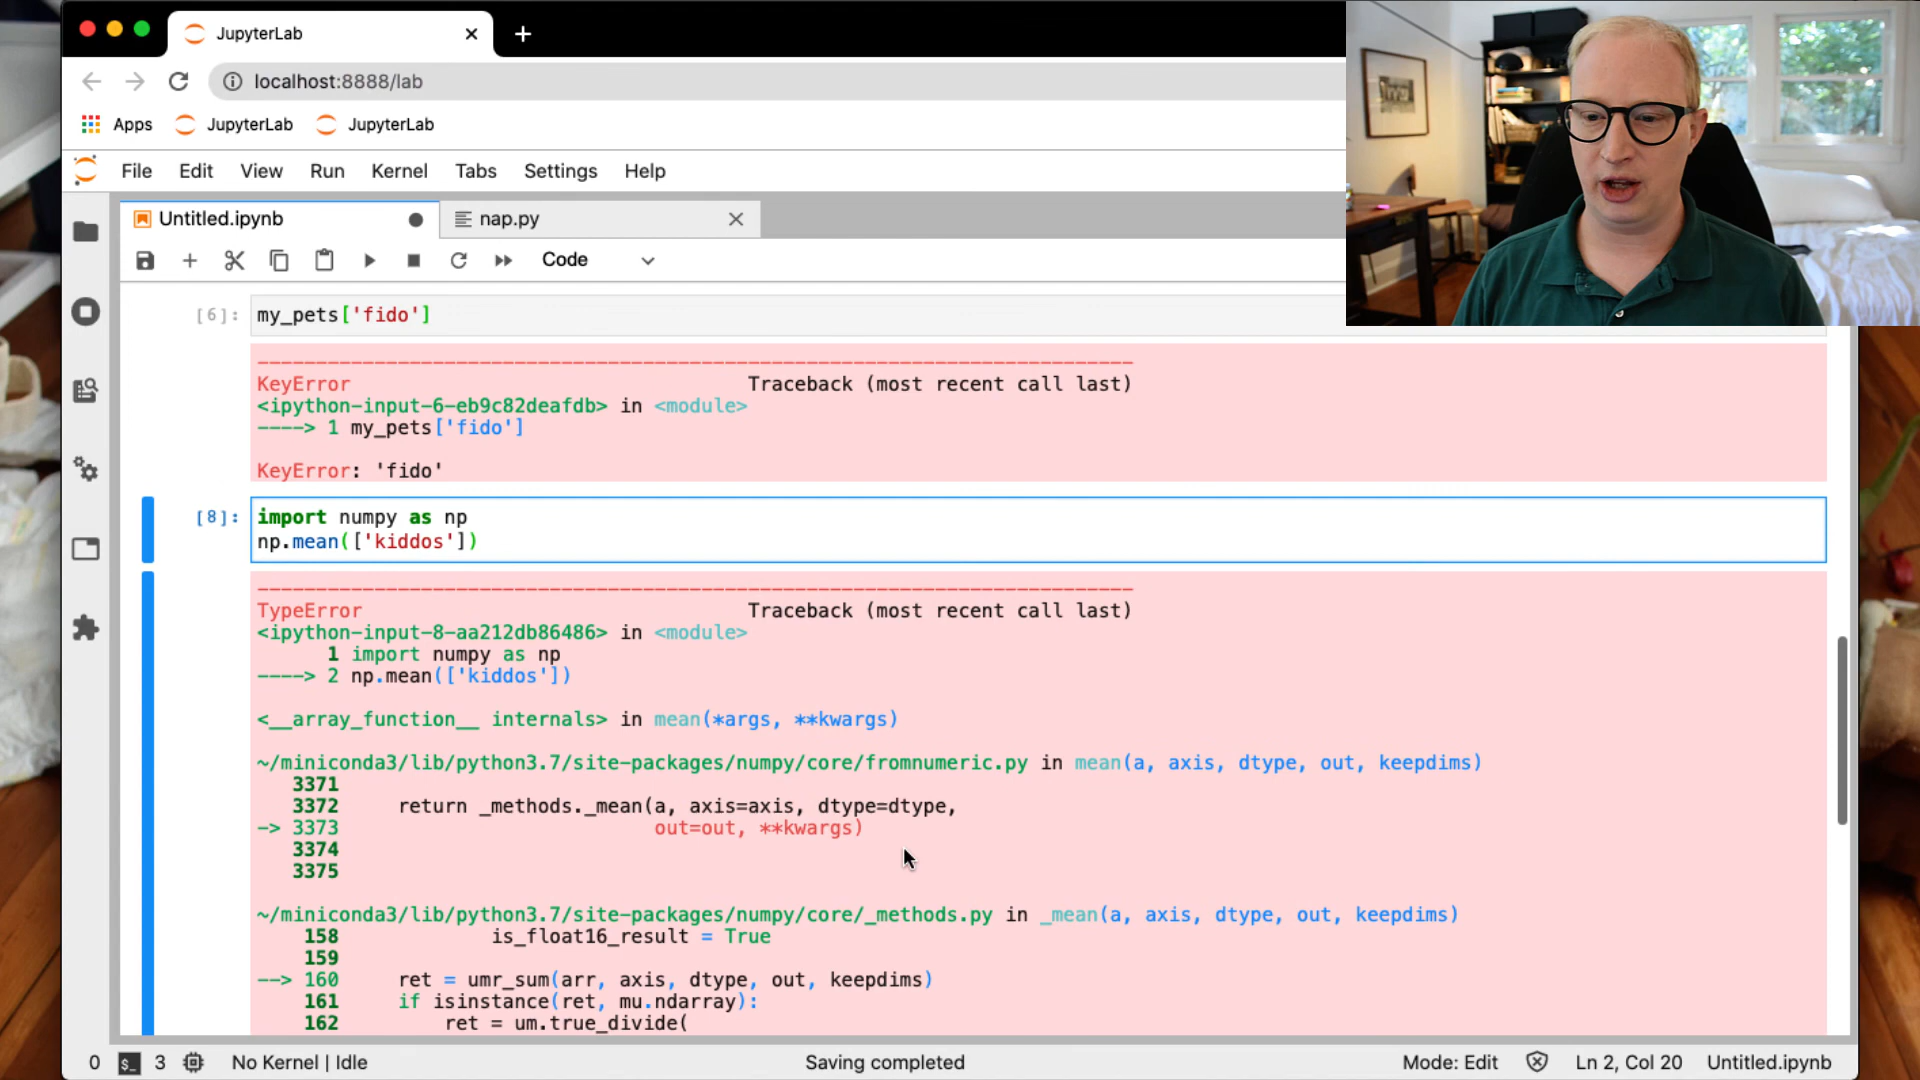 JupyterLab
localhost:8888/lab
Apps JupyterLab JupyterLab
File Edit View Run Kernel Tabs Settings Help
Untitled.ipynb nap.py
Code
[6]: my_pets['fido']
KeyError Traceback (most recent call last)
<ipython-input-6-eb9c82deafdb> in <module>
----> 1 my_pets['fido']
KeyError: 'fido'
[8]: import numpy as np
np.mean(['kiddos'])
TypeError Traceback (most recent call last)
<ipython-input-8-aa212db86486> in <module>
1 import numpy as np
----> 2 np.mean(['kiddos'])
<__array_function__ internals> in mean(*args, **kwargs)
~/miniconda3/lib/python3.7/site-packages/numpy/core/fromnumeric.py in mean(a, axis, dtype, out, keepdims)
3371
3372 return _methods._mean(a, axis=axis, dtype=dtype,
-> 3373 out=out, **kwargs)
3374
3375
~/miniconda3/lib/python3.7/site-packages/numpy/core/_methods.py in _mean(a, axis, dtype, out, keepdims)
158 is_float16_result = True
159
--> 160 ret = umr_sum(arr, axis, dtype, out, keepdims)
161 if isinstance(ret, mu.ndarray):
162 ret = um.true_divide(
0 $_ 3 No Kernel | Idle Saving completed Mode: Edit Ln 2, Col 20 Untitled.ipynb